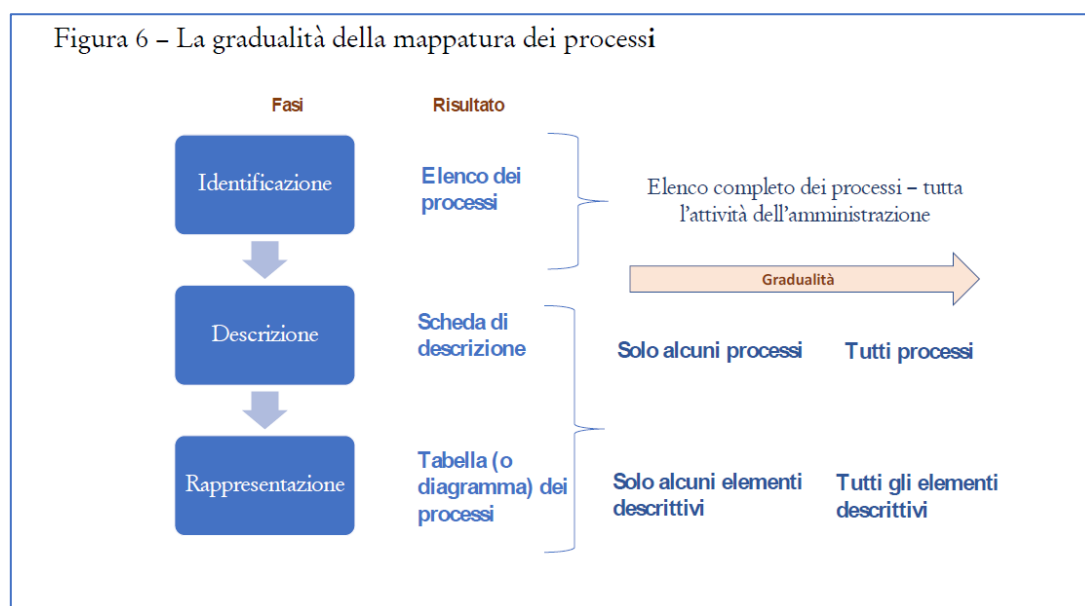 Figura 6 – La gradualità della mappatura dei processi
Fasi
Risultato
Identificazione
Elenco dei
processi
Elenco completo dei processi – tutta
l'attività dell'amministrazione
Gradualità
Descrizione
Scheda di
descrizione
Solo alcuni processi
Tutti processi
Rappresentazione
Tabella (o
diagramma) dei
processi
Solo alcuni elementi
descrittivi
Tutti gli elementi
descrittivi